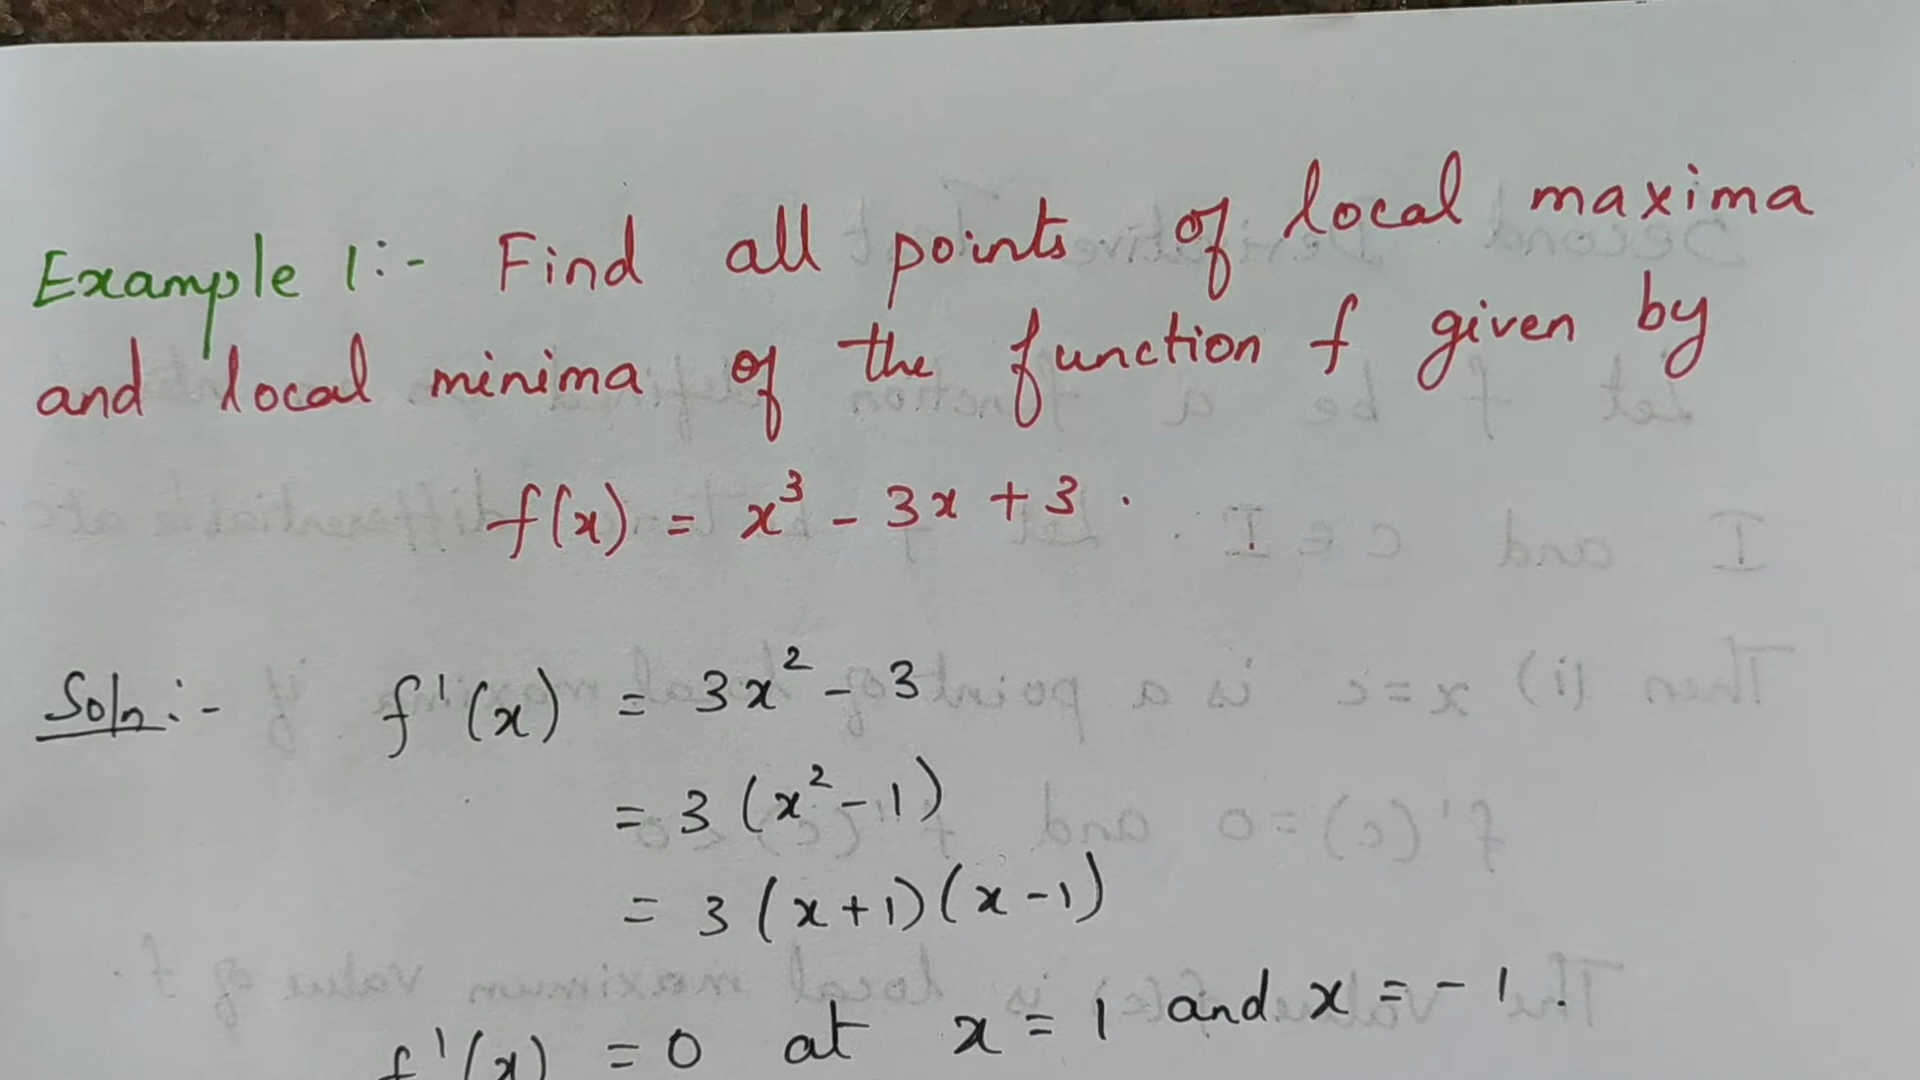 Example 1:- Find all points of local maxima
and local minima of the function f given by
f(x) = x³ - 3x + 3.
Soln:- f'(x) = 3x² - 3
= 3(x² - 1)
= 3(x+1)(x-1)
f'(x) = 0 at x = 1 and x = -1.